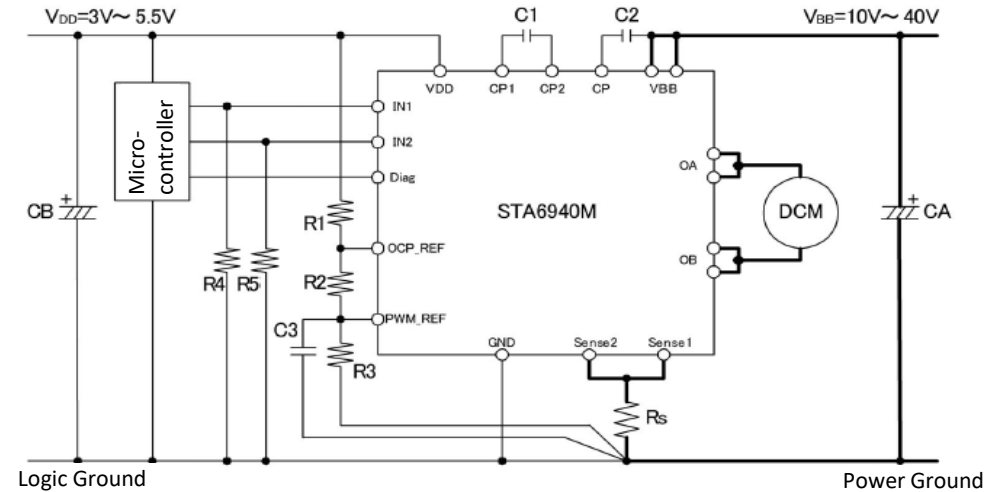 VDD=3V～ 5.5V
C1
C2
VBB=10V～ 40V
VDD
CP1
CP2
CP
VBB
Micro-
controller
IN1
IN2
Diag
OA
CB
+
R1
STA6940M
DCM
+
CA
OCP_REF
OB
R4
R5
R2
C3
PWM_REF
R3
GND
Sense2
Sense1
Rs
Logic Ground
Power Ground